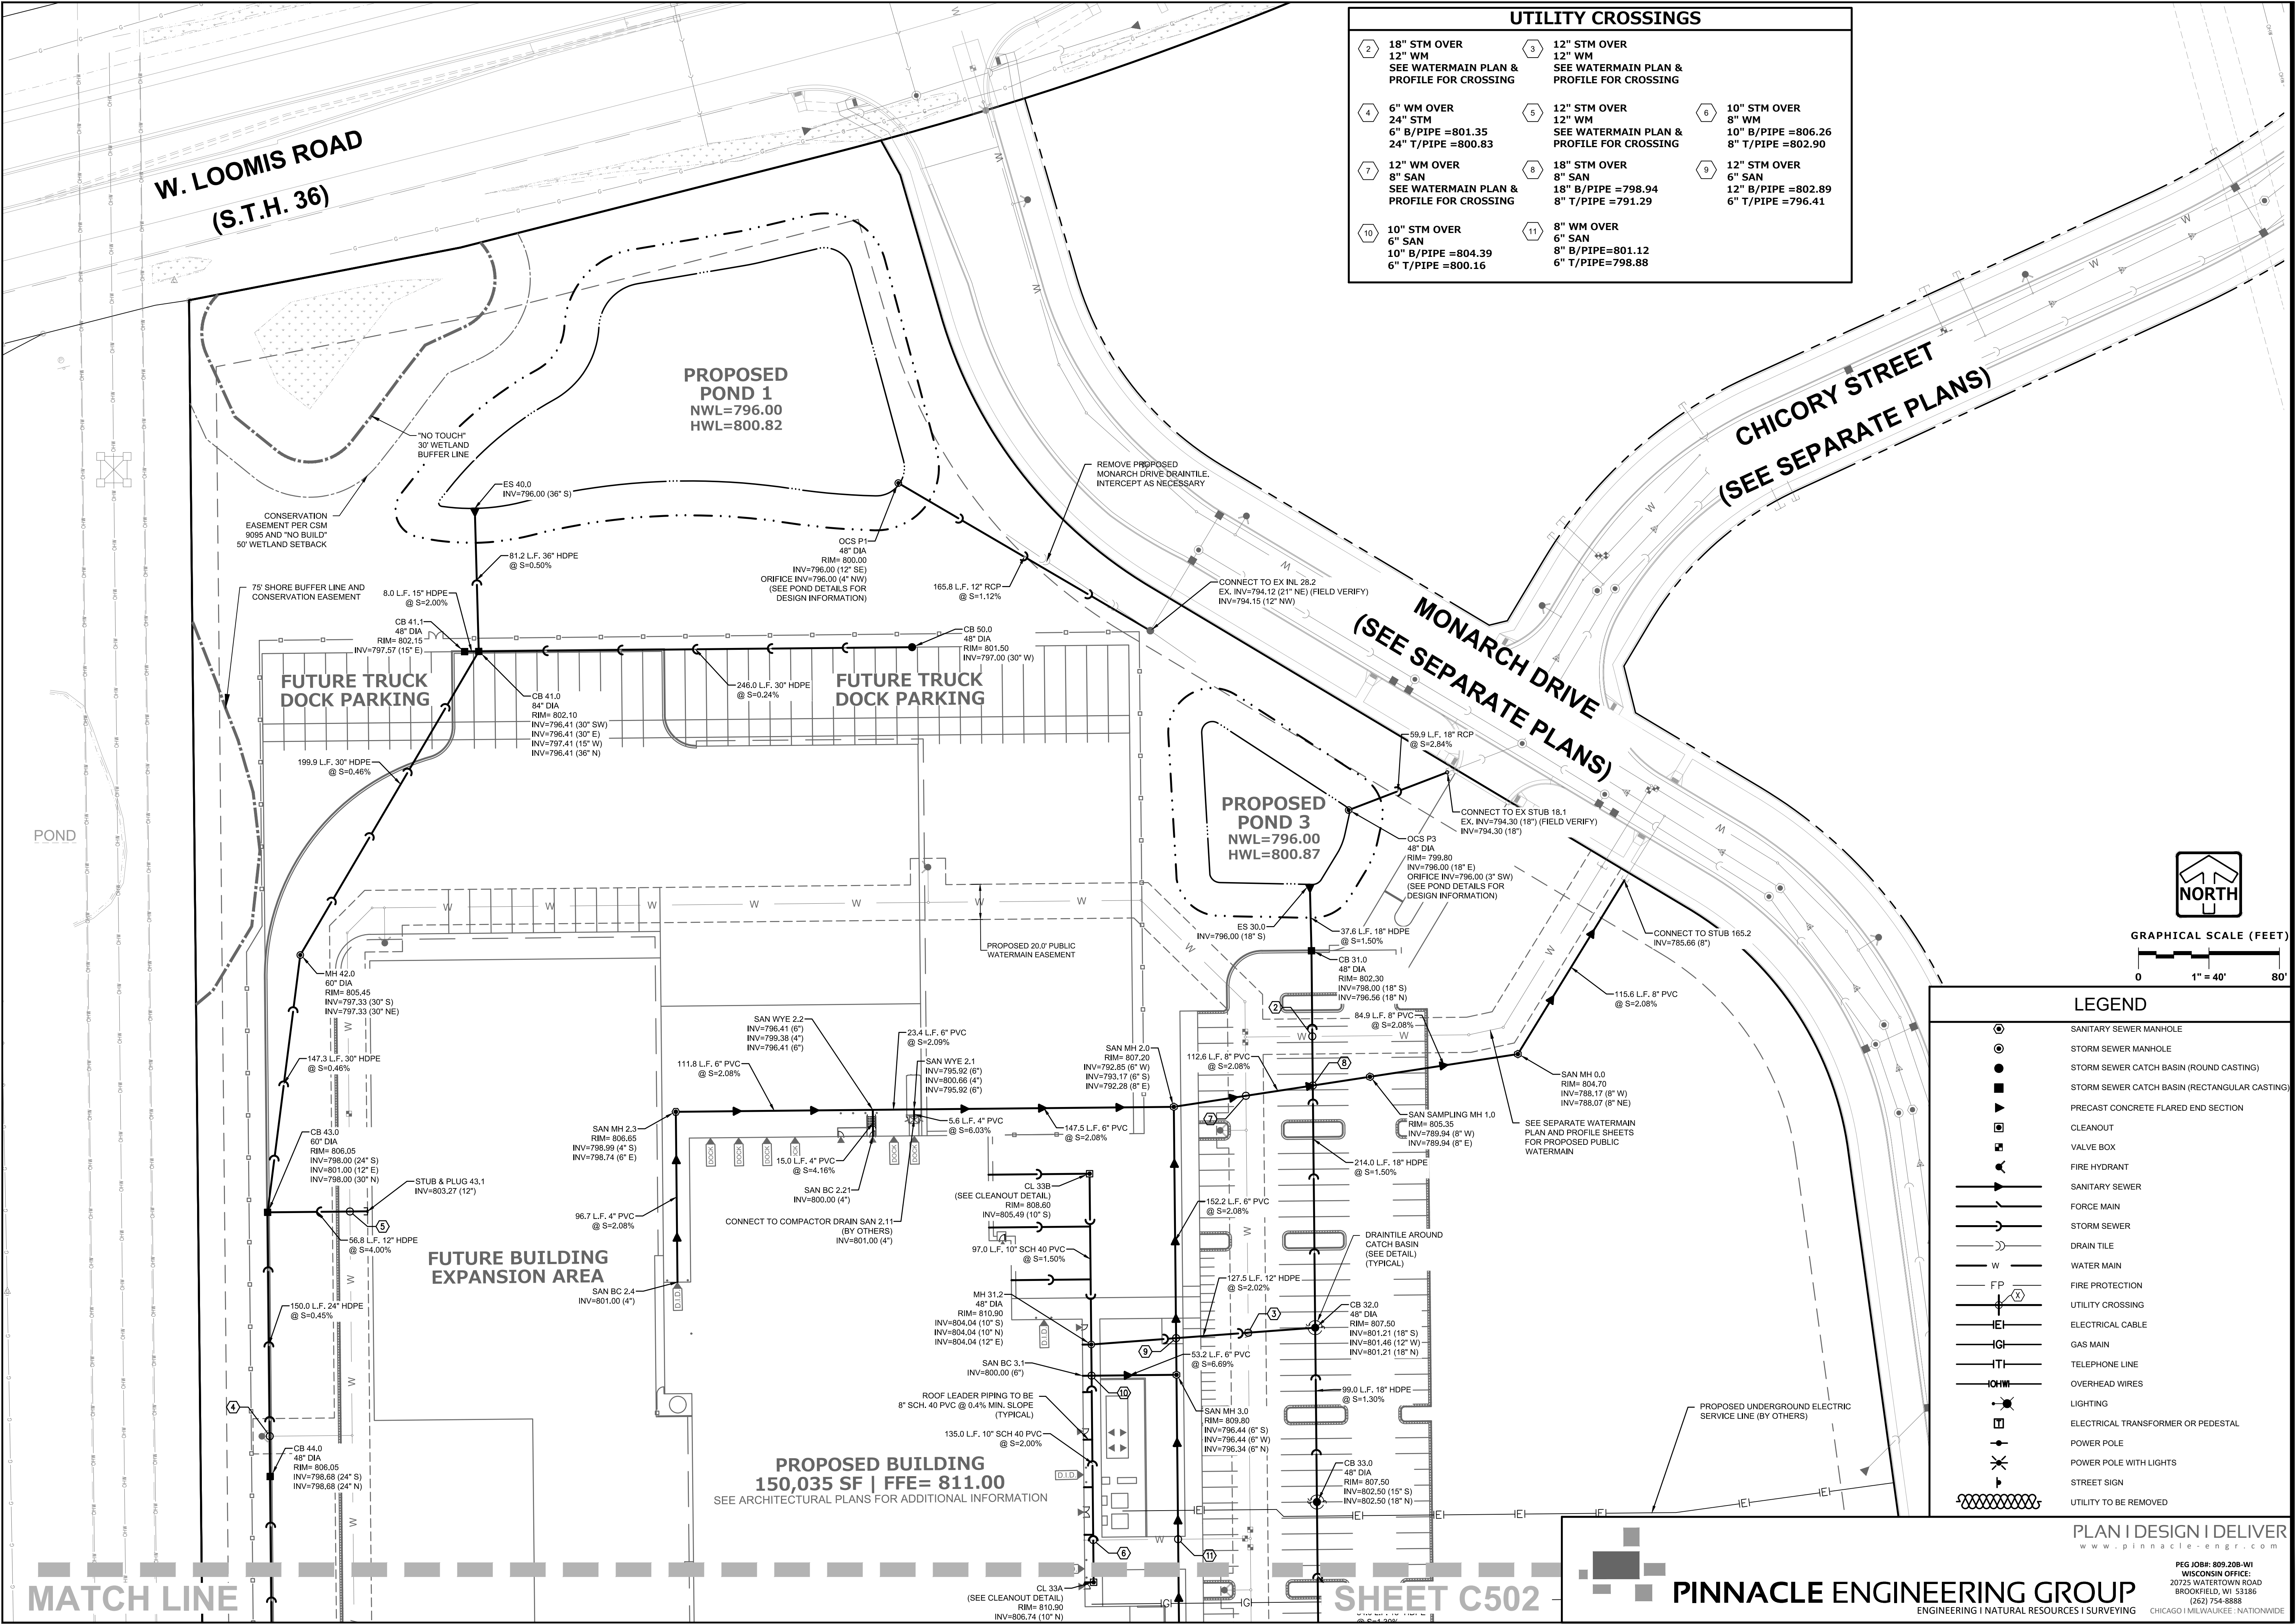 UTILITY CROSSINGS
2
18" STM OVER
12" WM
SEE WATERMAIN PLAN &
PROFILE FOR CROSSING
3
12" STM OVER
12" WM
SEE WATERMAIN PLAN &
PROFILE FOR CROSSING
4
6" WM OVER
24" STM
6" B/PIPE =801.35
24" T/PIPE =800.83
5
12" STM OVER
12" WM
SEE WATERMAIN PLAN &
PROFILE FOR CROSSING
6
10" STM OVER
8" WM
10" B/PIPE =806.26
8" T/PIPE =802.90
7
12" WM OVER
8" SAN
SEE WATERMAIN PLAN &
PROFILE FOR CROSSING
8
18" STM OVER
8" SAN
18" B/PIPE =798.94
8" T/PIPE =791.29
9
12" STM OVER
6" SAN
12" B/PIPE =802.89
6" T/PIPE =796.41
10
10" STM OVER
6" SAN
10" B/PIPE =804.39
6" T/PIPE =800.16
11
8" WM OVER
6" SAN
8" B/PIPE=801.12
6" T/PIPE=798.88
W. LOOMIS ROAD
(S.T.H. 36)
PROPOSED
POND 1
NWL=796.00
HWL=800.82
CHICORY STREET
(SEE SEPARATE PLANS)
MONARCH DRIVE
(SEE SEPARATE PLANS)
"NO TOUCH"
30' WETLAND
BUFFER LINE
CONSERVATION
EASEMENT PER CSM
9095 AND "NO BUILD"
50' WETLAND SETBACK
ES 40.0
INV=796.00 (36" S)
81.2 L.F. 36" HDPE
@ S=0.50%
75' SHORE BUFFER LINE AND
CONSERVATION EASEMENT
8.0 L.F. 15" HDPE
@ S=2.00%
CB 41.1
48" DIA
RIM= 802.15
INV=797.57 (15" E)
OCS P1
48" DIA
RIM= 800.00
INV=796.00 (12" SE)
ORIFICE INV=796.00 (4" NW)
(SEE POND DETAILS FOR
DESIGN INFORMATION)
REMOVE PROPOSED
MONARCH DRIVE DRAINTILE.
INTERCEPT AS NECESSARY
165.8 L.F. 12" RCP
@ S=1.12%
CONNECT TO EX INL 28.2
EX. INV=794.12 (21" NE) (FIELD VERIFY)
INV=794.15 (12" NW)
CB 50.0
48" DIA
RIM= 801.50
INV=797.00 (30" W)
FUTURE TRUCK
DOCK PARKING
246.0 L.F. 30" HDPE
@ S=0.24%
FUTURE TRUCK
DOCK PARKING
CB 41.0
84" DIA
RIM= 802.10
INV=796.41 (30" SW)
INV=796.41 (30" E)
INV=797.41 (15" W)
INV=796.41 (36" N)
199.9 L.F. 30" HDPE
@ S=0.46%
59.9 L.F. 18" RCP
@ S=2.84%
PROPOSED
POND 3
NWL=796.00
HWL=800.87
CONNECT TO EX STUB 18.1
EX. INV=794.30 (18") (FIELD VERIFY)
INV=794.30 (18")
OCS P3
48" DIA
RIM= 799.80
INV=796.00 (18" E)
ORIFICE INV=796.00 (3" SW)
(SEE POND DETAILS FOR
DESIGN INFORMATION)
POND
NORTH
GRAPHICAL SCALE (FEET)
0 1" = 40' 80'
ES 30.0
INV=796.00 (18" S)
37.6 L.F. 18" HDPE
@ S=1.50%
PROPOSED 20.0' PUBLIC
WATERMAIN EASEMENT
CONNECT TO STUB 165.2
INV=785.66 (8")
CB 31.0
48" DIA
RIM= 802.30
INV=798.00 (18" S)
INV=796.56 (18" N)
MH 42.0
60" DIA
RIM= 805.45
INV=797.33 (30" S)
INV=797.33 (30" NE)
115.6 L.F. 8" PVC
@ S=2.08%
84.9 L.F. 8" PVC
@ S=2.08%
SAN WYE 2.2
INV=796.41 (6")
INV=799.38 (4")
INV=796.41 (6")
23.4 L.F. 6" PVC
@ S=2.09%
SAN MH 2.0
RIM= 807.20
INV=792.85 (6" W)
INV=793.17 (6" S)
INV=792.28 (8" E)
112.6 L.F. 8" PVC
@ S=2.08%
147.3 L.F. 30" HDPE
@ S=0.46%
111.8 L.F. 6" PVC
@ S=2.08%
SAN WYE 2.1
INV=795.92 (6")
INV=800.66 (4")
INV=795.92 (6")
SAN MH 0.0
RIM= 804.70
INV=788.17 (8" W)
INV=788.07 (8" NE)
SAN SAMPLING MH 1.0
RIM= 805.35
INV=789.94 (8" W)
INV=789.94 (8" E)
SEE SEPARATE WATERMAIN
PLAN AND PROFILE SHEETS
FOR PROPOSED PUBLIC
WATERMAIN
5.6 L.F. 4" PVC
@ S=6.03%
147.5 L.F. 6" PVC
@ S=2.08%
SAN MH 2.3
RIM= 806.65
INV=798.99 (4" S)
INV=798.74 (6" E)
CB 43.0
60" DIA
RIM= 806.05
INV=798.00 (24" S)
INV=801.00 (12" E)
INV=798.00 (30" N)
15.0 L.F. 4" PVC
@ S=4.16%
214.0 L.F. 18" HDPE
@ S=1.50%
STUB & PLUG 43.1
INV=803.27 (12")
SAN BC 2.21
INV=800.00 (4")
CL 33B
(SEE CLEANOUT DETAIL)
RIM= 808.60
INV=805.49 (10" S)
152.2 L.F. 6" PVC
@ S=2.08%
96.7 L.F. 4" PVC
@ S=2.08%
CONNECT TO COMPACTOR DRAIN SAN 2.11
(BY OTHERS)
INV=801.00 (4")
56.8 L.F. 12" HDPE
@ S=4.00%
DRAINTILE AROUND
CATCH BASIN
(SEE DETAIL)
(TYPICAL)
FUTURE BUILDING
EXPANSION AREA
97.0 L.F. 10" SCH 40 PVC
@ S=1.50%
127.5 L.F. 12" HDPE
@ S=2.02%
SAN BC 2.4
INV=801.00 (4")
MH 31.2
48" DIA
RIM= 810.90
INV=804.04 (10" S)
INV=804.04 (10" N)
INV=804.04 (12" E)
150.0 L.F. 24" HDPE
@ S=0.45%
CB 32.0
48" DIA
RIM= 807.50
INV=801.21 (18" S)
INV=801.46 (12" W)
INV=801.21 (18" N)
53.2 L.F. 6" PVC
@ S=6.69%
SAN BC 3.1
INV=800.00 (6")
ROOF LEADER PIPING TO BE
8" SCH. 40 PVC @ 0.4% MIN. SLOPE
(TYPICAL)
99.0 L.F. 18" HDPE
@ S=1.30%
SAN MH 3.0
RIM= 809.80
INV=796.44 (6" S)
INV=796.44 (6" W)
INV=796.34 (6" N)
PROPOSED UNDERGROUND ELECTRIC
SERVICE LINE (BY OTHERS)
135.0 L.F. 10" SCH 40 PVC
@ S=2.00%
CB 44.0
48" DIA
RIM= 806.05
INV=798.68 (24" S)
INV=798.68 (24" N)
PROPOSED BUILDING
150,035 SF | FFE= 811.00
SEE ARCHITECTURAL PLANS FOR ADDITIONAL INFORMATION
CB 33.0
48" DIA
RIM= 807.50
INV=802.50 (15" S)
INV=802.50 (18" N)
CL 33A
(SEE CLEANOUT DETAIL)
RIM= 810.90
INV=806.74 (10" N)
MATCH LINE
SHEET C502
LEGEND
SANITARY SEWER MANHOLE
STORM SEWER MANHOLE
STORM SEWER CATCH BASIN (ROUND CASTING)
STORM SEWER CATCH BASIN (RECTANGULAR CASTING)
PRECAST CONCRETE FLARED END SECTION
CLEANOUT
VALVE BOX
FIRE HYDRANT
SANITARY SEWER
FORCE MAIN
STORM SEWER
DRAIN TILE
W WATER MAIN
FP FIRE PROTECTION
X UTILITY CROSSING
E ELECTRICAL CABLE
G GAS MAIN
T TELEPHONE LINE
OHW OVERHEAD WIRES
LIGHTING
T ELECTRICAL TRANSFORMER OR PEDESTAL
POWER POLE
POWER POLE WITH LIGHTS
STREET SIGN
UTILITY TO BE REMOVED
PLAN I DESIGN I DELIVER
www.pinnacle-engr.com
PEG JOB#: 809.20B-WI
WISCONSIN OFFICE:
20725 WATERTOWN ROAD
BROOKFIELD, WI 53186
(262) 754-8888
CHICAGO I MILWAUKEE : NATIONWIDE
PINNACLE ENGINEERING GROUP
ENGINEERING I NATURAL RESOURCES I SURVEYING